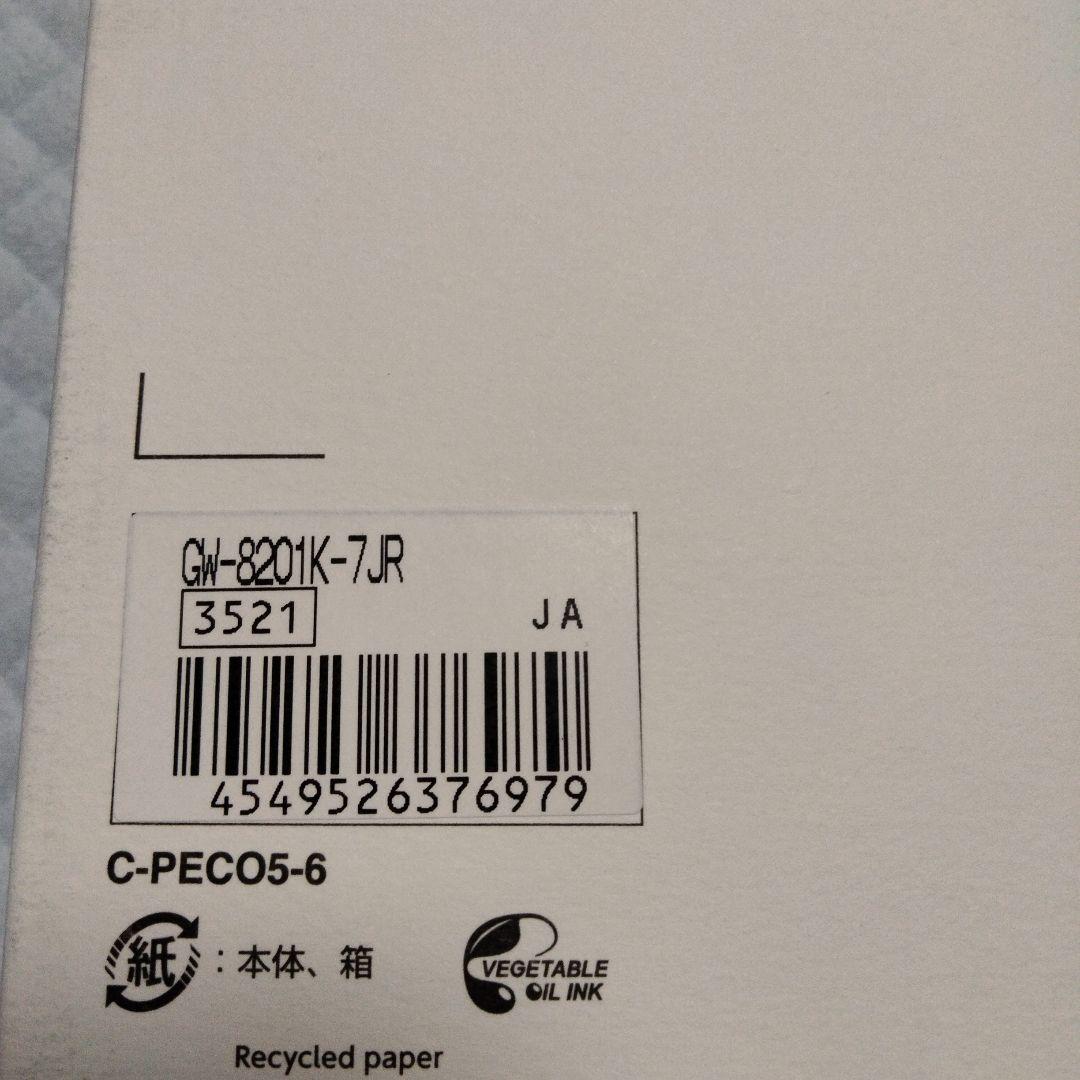 GW-8201K-7JR
3521
JA
4549526376979
C-PECO5-6
紙:本体、箱
VEGETABLE
OIL INK
Recycled paper